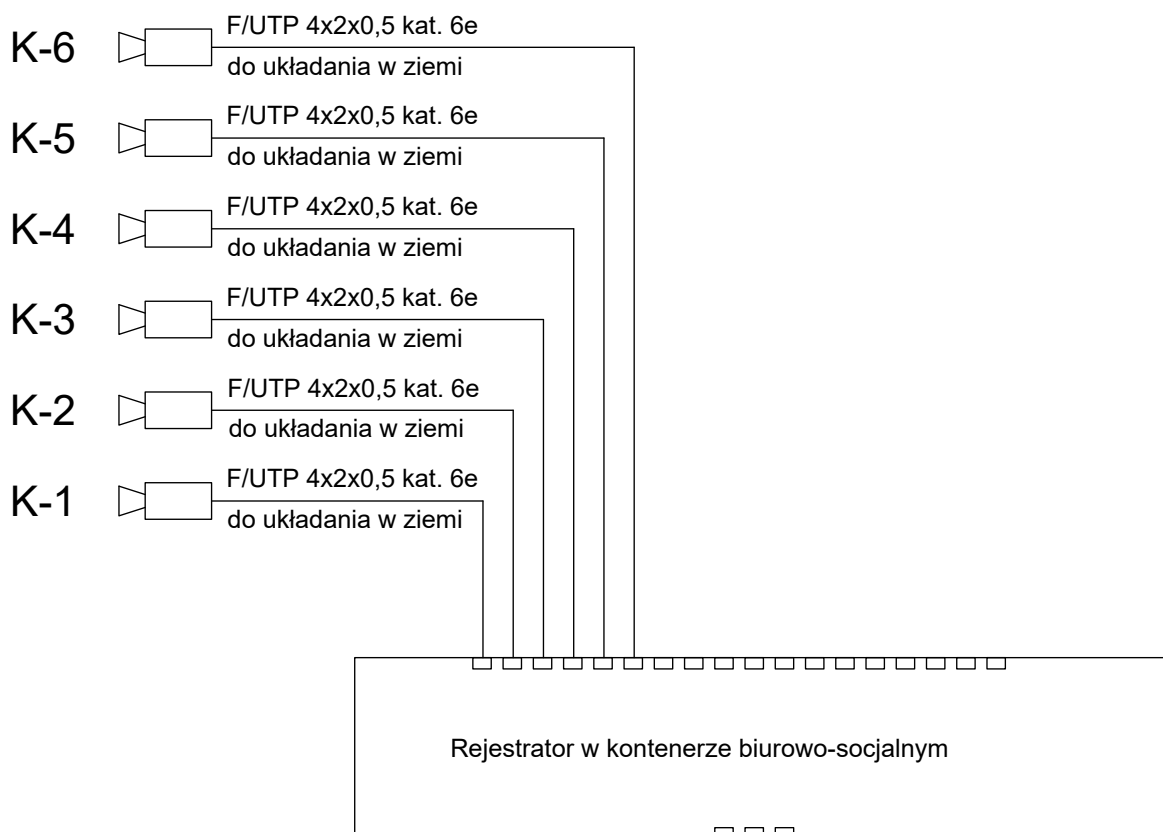 F/UTP 4x2x0,5 kat. 6e
K-6
do układania w ziemi
F/UTP 4x2x0,5 kat. 6e
K-5
do układania w ziemi
F/UTP 4x2x0,5 kat. 6e
K-4
do układania w ziemi
F/UTP 4x2x0,5 kat. 6e
K-3
do układania w ziemi
F/UTP 4x2x0,5 kat. 6e
K-2
do układania w ziemi
F/UTP 4x2x0,5 kat. 6e
K-1
do układania w ziemi
Rejestrator w kontenerze biurowo-socjalnym